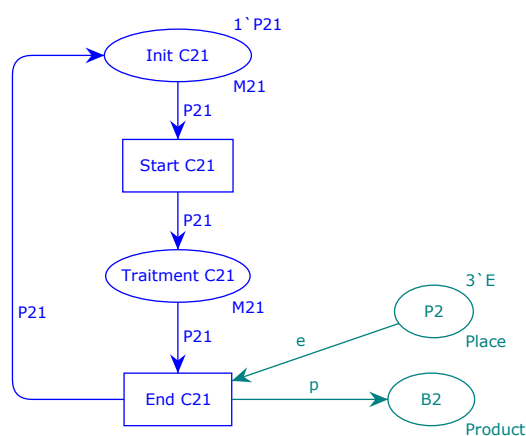 1`P21
Init C21
M21
P21
Start C21
P21
Traitment C21
3`E
M21
P2
P21
P21
e
Place
End C21
p
B2
Product